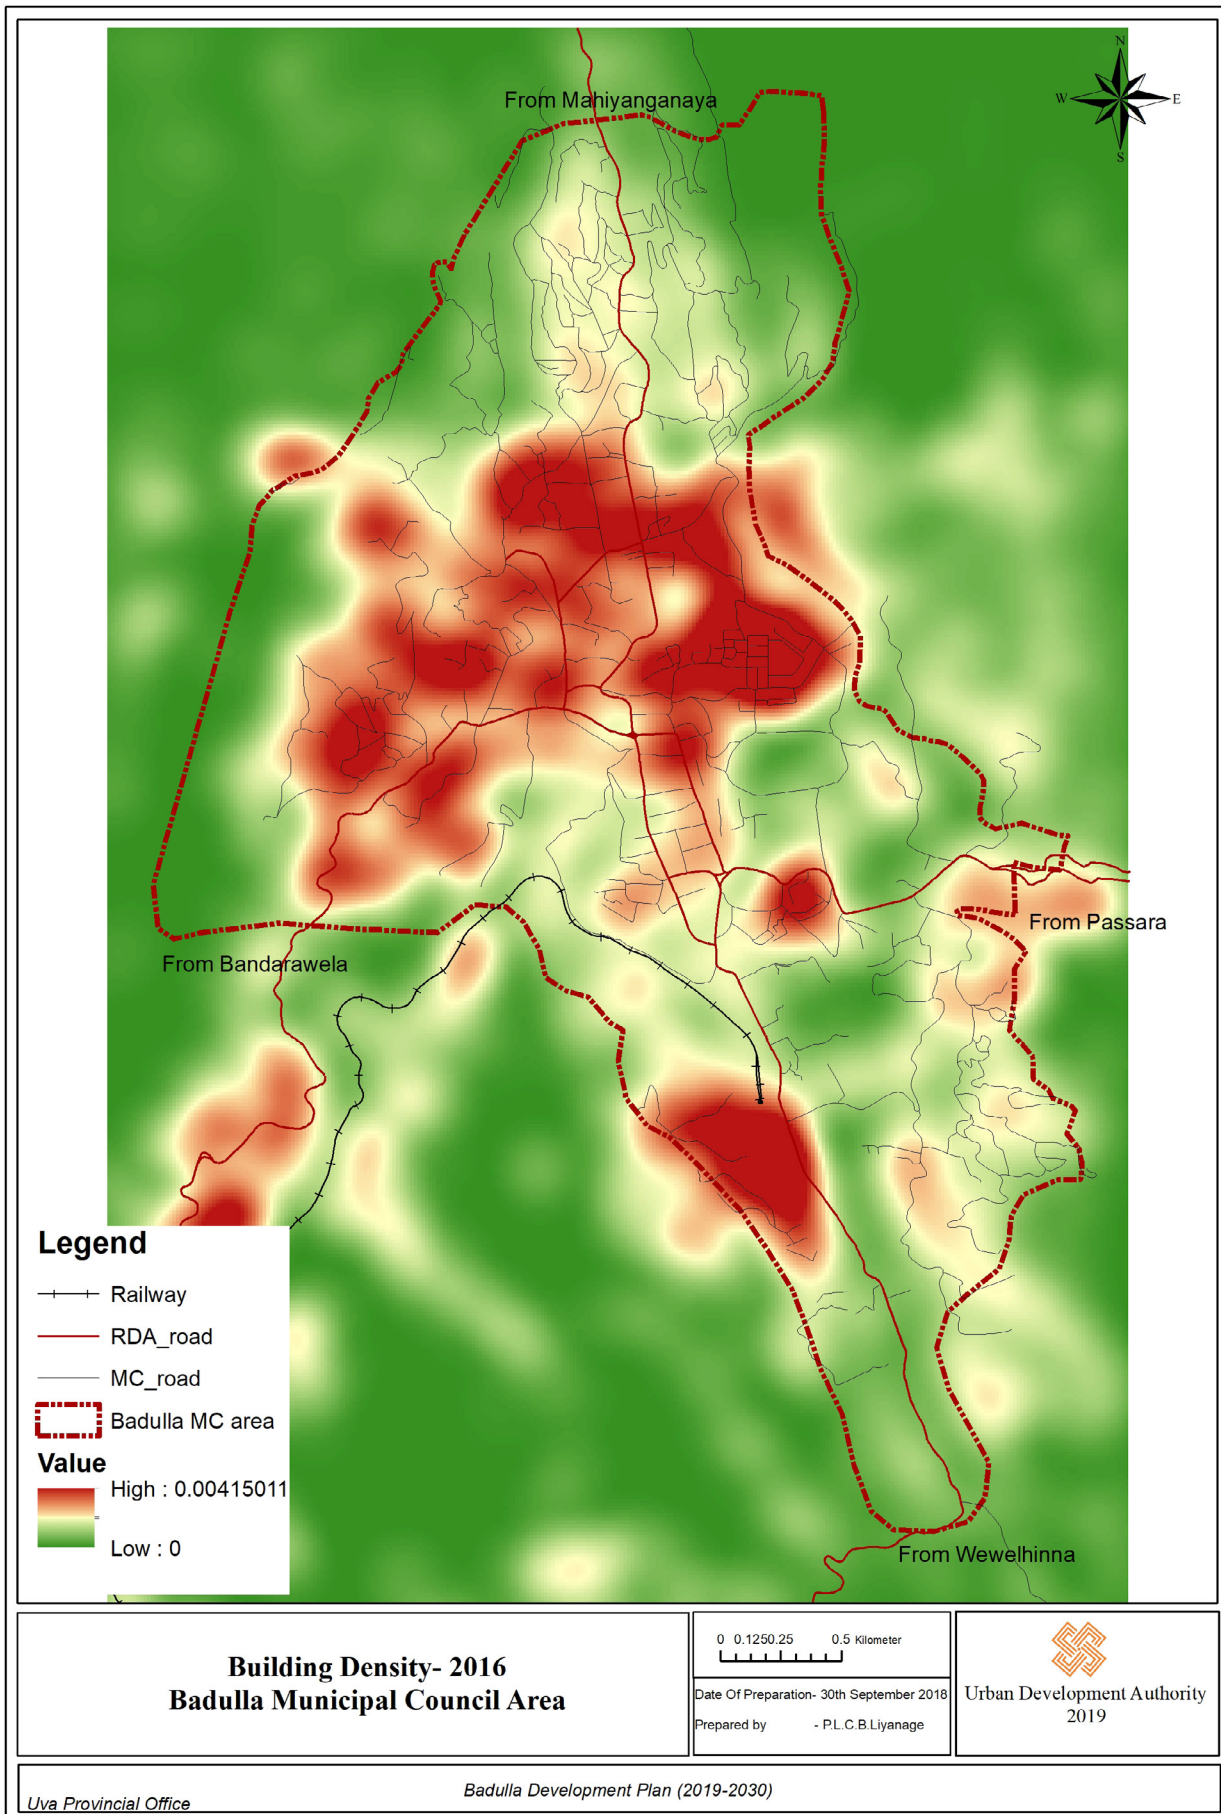 N
W
E
S
From Mahiyanganaya
From Passara
From Bandarawela
From Wewelhinna
Legend
Railway
RDA_road
MC_road
Badulla MC area
Value
High : 0.00415011
Low : 0
Building Density- 2016
Badulla Municipal Council Area
0 0.1250.25 0.5 Kilometer
Date Of Preparation- 30th September 2018
Prepared by - P.L.C.B.Liyanage
Urban Development Authority
2019
Badulla Development Plan (2019-2030)
Uva Provincial Office